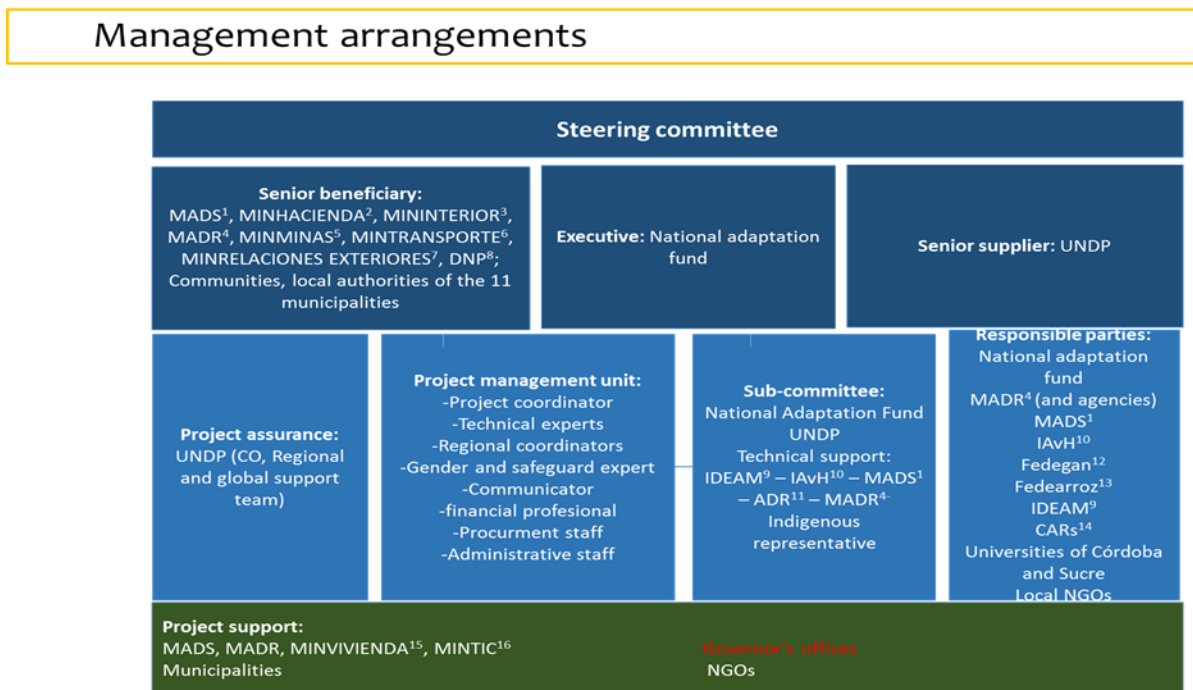 Management arrangements
Steering committee
Senior beneficiary:
MADS¹, MINHACIENDA², MININTERIOR³,
MADR⁴, MINMINAS⁵, MINTRANSPORTE⁶,
MINRELACIONES EXTERIORES⁷, DNP⁸;
Communities, local authorities of the 11
municipalities
Executive: National adaptation
fund
Senior supplier: UNDP
Project assurance:
UNDP (CO, Regional
and global support
team)
Project management unit:
-Project coordinator
-Technical experts
-Regional coordinators
-Gender and safeguard expert
-Communicator
-financial profesional
-Procurment staff
-Administrative staff
Sub-committee:
National Adaptation Fund
UNDP
Technical support:
IDEAM⁹ – IAvH¹⁰ – MADS¹
– ADR¹¹ – MADR⁴⁻
Indigenous
representative
Responsible parties:
National adaptation
fund
MADR⁴ (and agencies)
MADS¹
IAvH¹⁰
Fedegan¹²
Fedearroz¹³
IDEAM⁹
CARs¹⁴
Universities of Córdoba
and Sucre
Local NGOs
Project support:
MADS, MADR, MINVIVIENDA¹⁵, MINTIC¹⁶
Municipalities
Governor's offices
NGOs